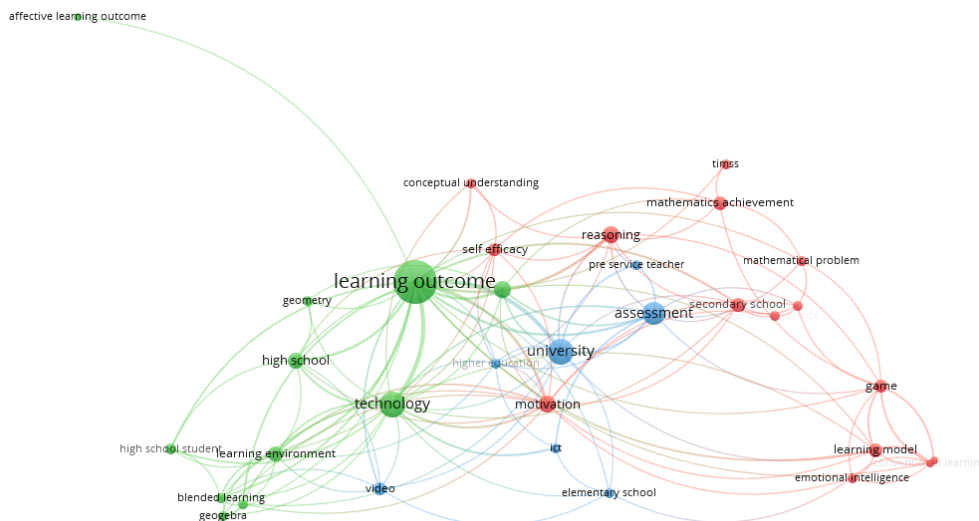 affective learning outcome
timss
conceptual understanding
mathematics achievement
reasoning
self efficacy
pre service teacher
mathematical problem
learning outcome
geometry
secondary school
assessment
university
high school
higher education
game
technology
motivation
high school student
learning environment
ict
learning model
emotional intelligence
video
elementary school
blended learning
geogebra